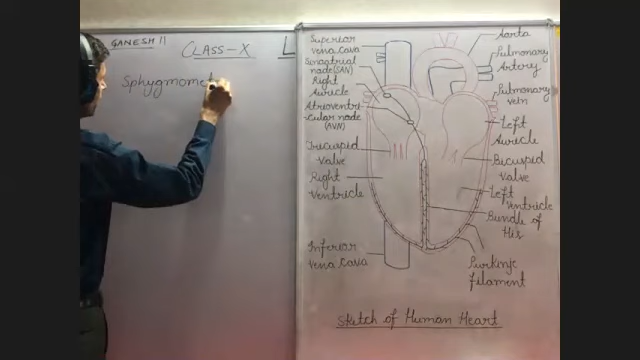 GANESH 11
CLASS-X
L
Sphygmomet
Superior
vena cava
Sinoatrial
node(SAN)
Right
Auricle
Atrioventri
cular node
(AVN)
Tricuspid
valve
Right
Ventricle
Inferior
vena cava
Aorta
Pulmonary
Artery
Pulmonary
vein
Left
Auricle
Bicuspid
valve
Left
ventricle
Bundle of
His
Purkinje
filament
Sketch of Human Heart